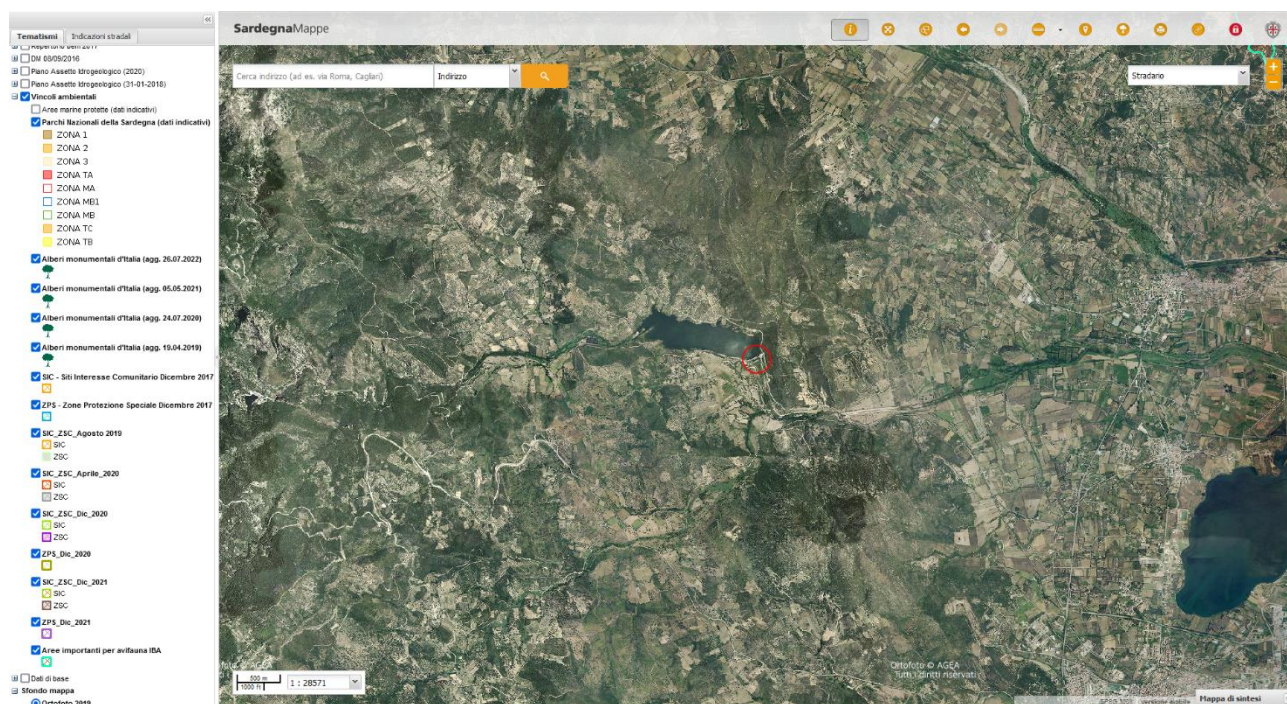 Tematismi
Indicazioni stradali
SardegnaMappe
Repertorio Beni 2017
DM 08/09/2016
Piano Assetto Idrogeologico (2020)
Piano Assetto Idrogeologico (31-01-2018)
Vincoli ambientali
Aree marine protette (dati indicativi)
Parchi Nazionali della Sardegna (dati indicativi)
ZONA 1
ZONA 2
ZONA 3
ZONA TA
ZONA MA
ZONA MB1
ZONA MB
ZONA TC
ZONA TB
Alberi monumentali d'Italia (agg. 26.07.2022)
Alberi monumentali d'Italia (agg. 05.05.2021)
Alberi monumentali d'Italia (agg. 24.07.2020)
Alberi monumentali d'Italia (agg. 19.04.2019)
SIC - Siti Interesse Comunitario Dicembre 2017
ZPS - Zone Protezione Speciale Dicembre 2017
SIC_ZSC_Agosto 2019
SIC
ZSC
SIC_ZSC_Aprile_2020
SIC
ZSC
SIC_ZSC_Dic_2020
SIC
ZSC
ZPS_Dic_2020
SIC_ZSC_Dic_2021
SIC
ZSC
ZPS_Dic_2021
Aree importanti per avifauna IBA
Dati di base
Sfondo mappa
Ortofoto 2019
Cerca indirizzo (ad es. via Roma, Cagliari)
Indirizzo
Stradario
+
−
500 m
1000 ft
1 : 28571
Ortofoto © AGEA
Tutti i diritti riservati
Mappa di sintesi